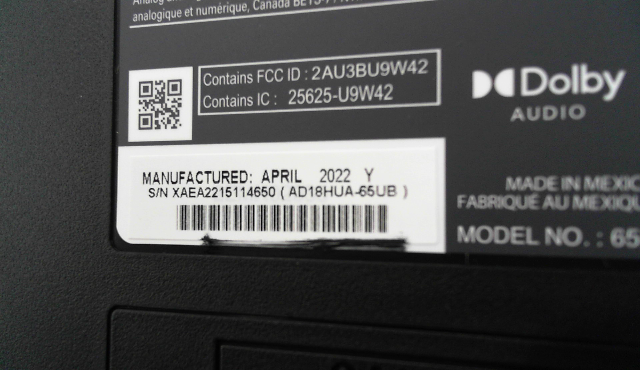 analogique et numérique, Canada
Contains FCC ID : 2AU3BU9W42
Contains IC : 25625-U9W42
Dolby
AUDIO
MANUFACTURED: APRIL 2022 Y
S/N XAEA2215114650 ( AD18HUA-65UB )
MADE IN MEXIC
FABRIQUÉ AU MEXIQU
MODEL NO. : 65